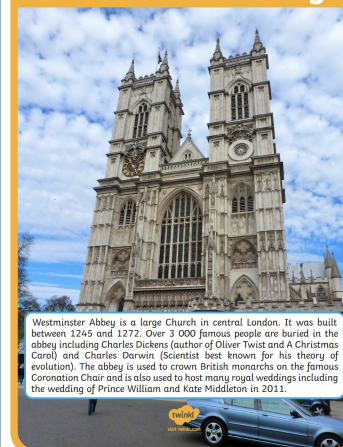 Westminster Abbey is a large Church in central London. It was built
between 1245 and 1272. Over 3 000 famous people are buried in the
abbey including Charles Dickens (author of Oliver Twist and A Christmas
Carol) and Charles Darwin (Scientist best known for his theory of
evolution). The abbey is used to crown British monarchs on the famous
Coronation Chair and is also used to host many royal weddings including
the wedding of Prince William and Kate Middleton in 2011.
twinkl
visit twinkl.com